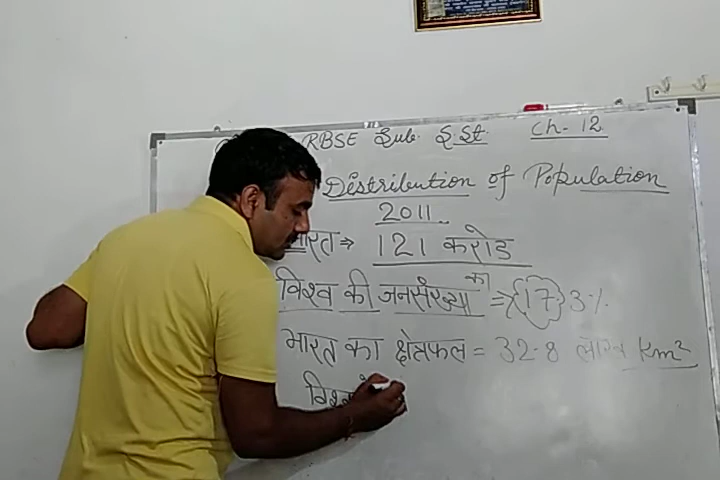 RBSE Sub. S.St. Ch- 12
Distribution of Population
2011
भारत ⇒ 121 करोड
विश्व की जनसंख्या का ⇒ {17} 3%
भारत का क्षेत्रफल = 32.8 लाख km²
विश्व